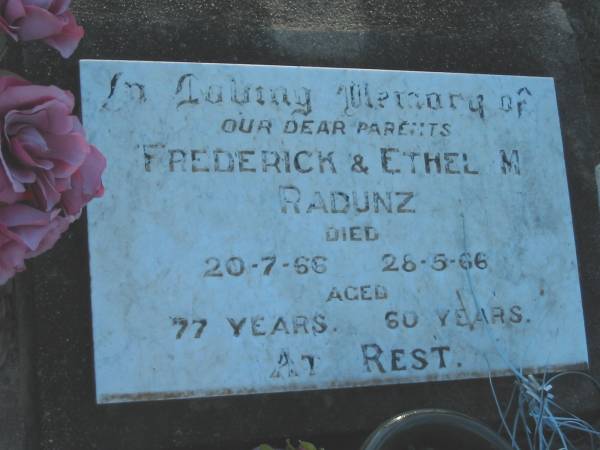 In Loving Memory of
OUR DEAR PARENTS
FREDERICK & ETHEL M
RADUNZ
DIED
20-7-66 28-5-66
AGED
77 YEARS. 60 YEARS.
AT REST.